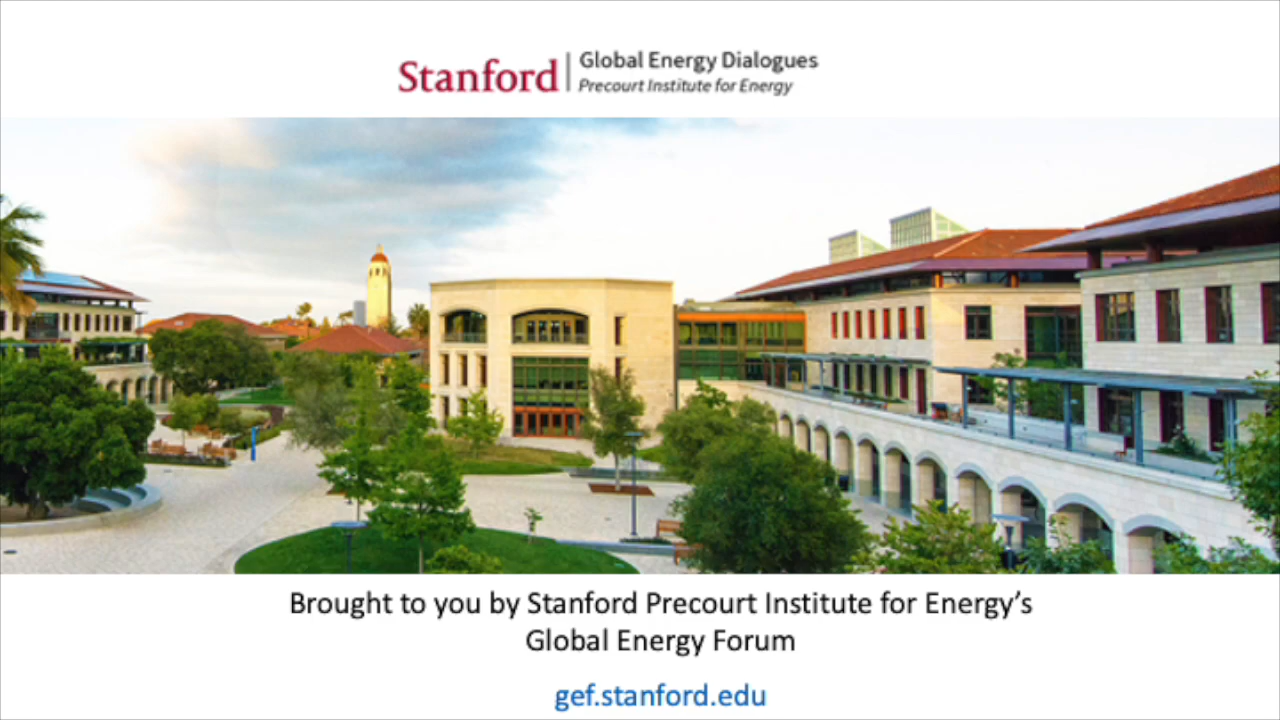 Stanford
Global Energy Dialogues
Precourt Institute for Energy
Brought to you by Stanford Precourt Institute for Energy’s
Global Energy Forum
gef.stanford.edu